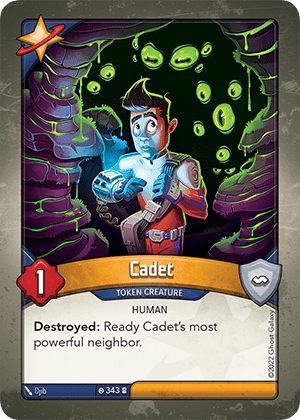 Cadet
1
TOKEN CREATURE
HUMAN
Destroyed: Ready Cadet's most
powerful neighbor.
Djib
343
©2022 Ghost Galaxy